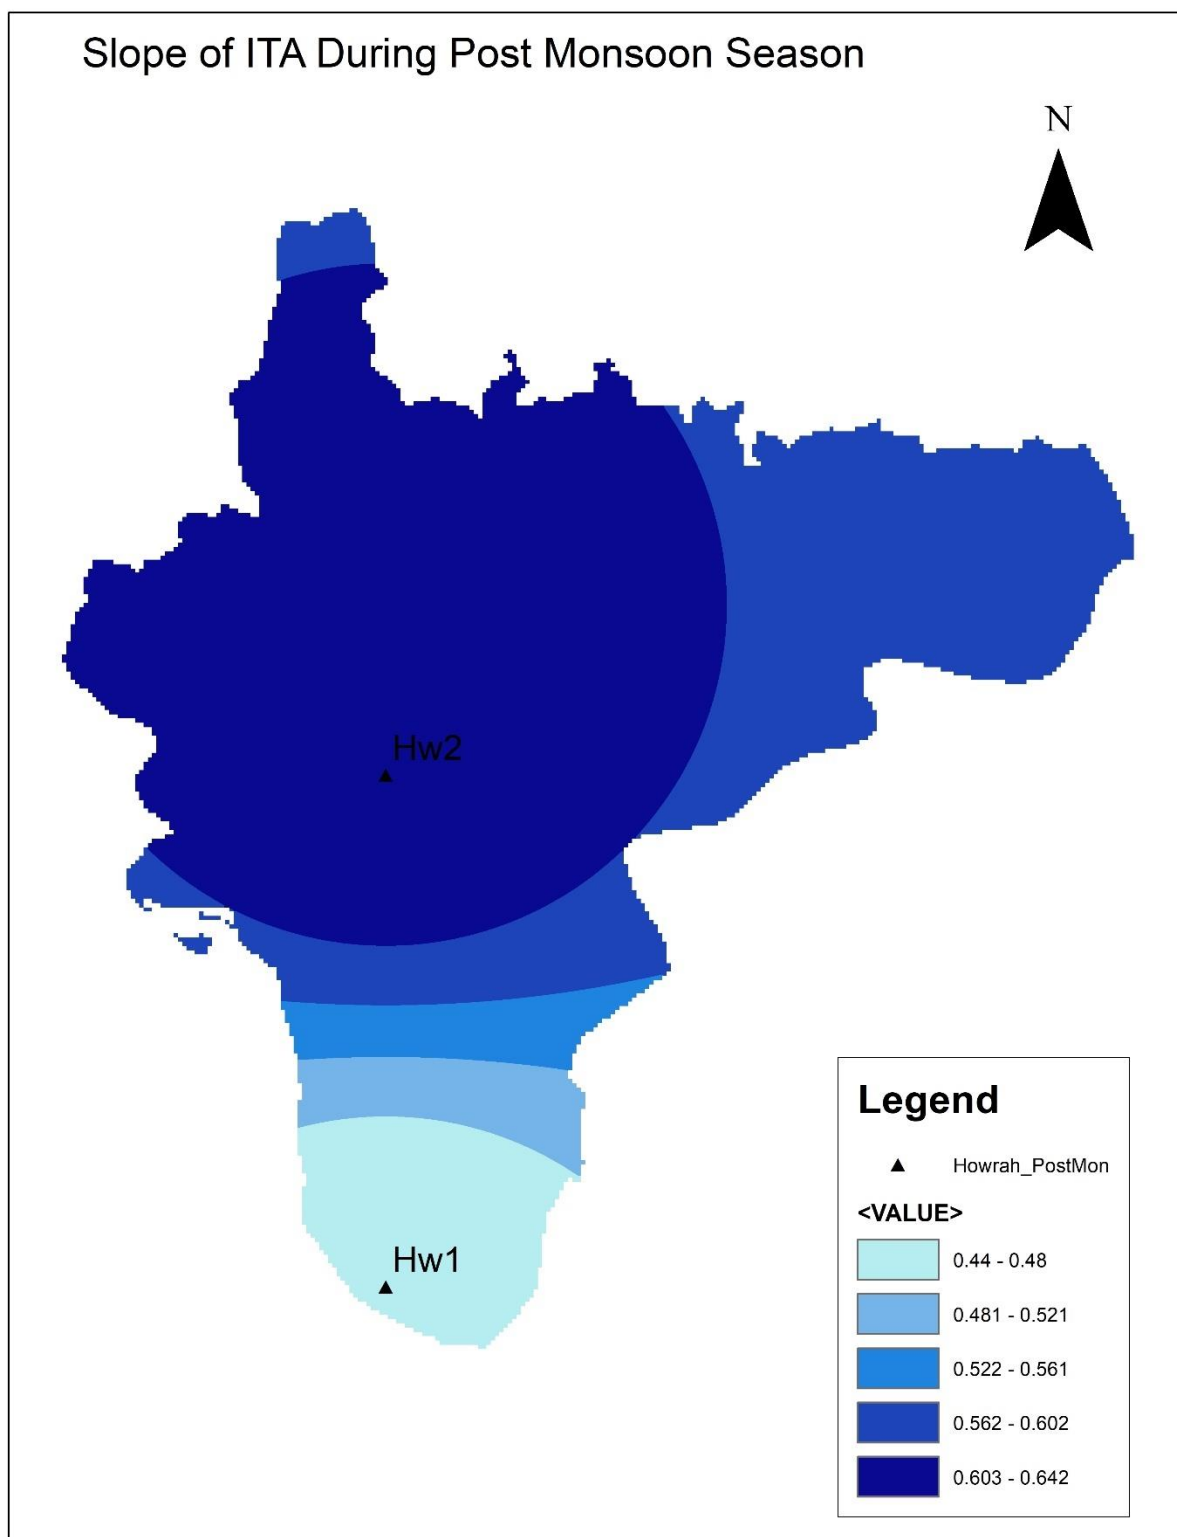 Slope of ITA During Post Monsoon Season
N
Hw2
Hw1
Legend
Howrah_PostMon
<VALUE>
0.44 - 0.48
0.481 - 0.521
0.522 - 0.561
0.562 - 0.602
0.603 - 0.642